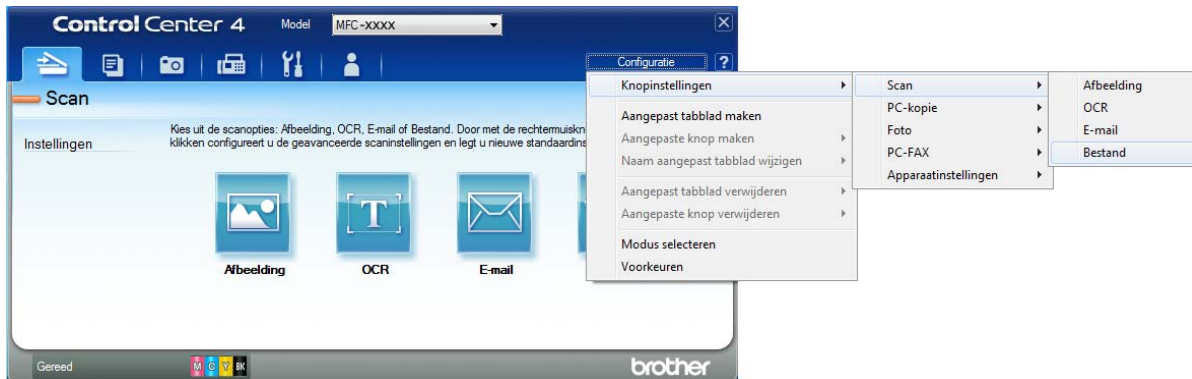 Control Center 4 Model MFC-XXXX
Configuratie ?
Scan
Instellingen
Kies uit de scanopties: Afbeelding, OCR, E-mail of Bestand. Door met de rechtermuiskn
klikken configureert u de geavanceerde scaninstellingen en legt u nieuwe standaardins
T
Afbeelding OCR E-mail
Knopinstellingen
Aangepast tabblad maken
Aangepaste knop maken
Naam aangepast tabblad wijzigen
Aangepast tabblad verwijderen
Aangepaste knop verwijderen
Modus selecteren
Voorkeuren
Scan
PC-kopie
Foto
PC-FAX
Apparaatinstellingen
Afbeelding
OCR
E-mail
Bestand
Gereed M C Y BK brother